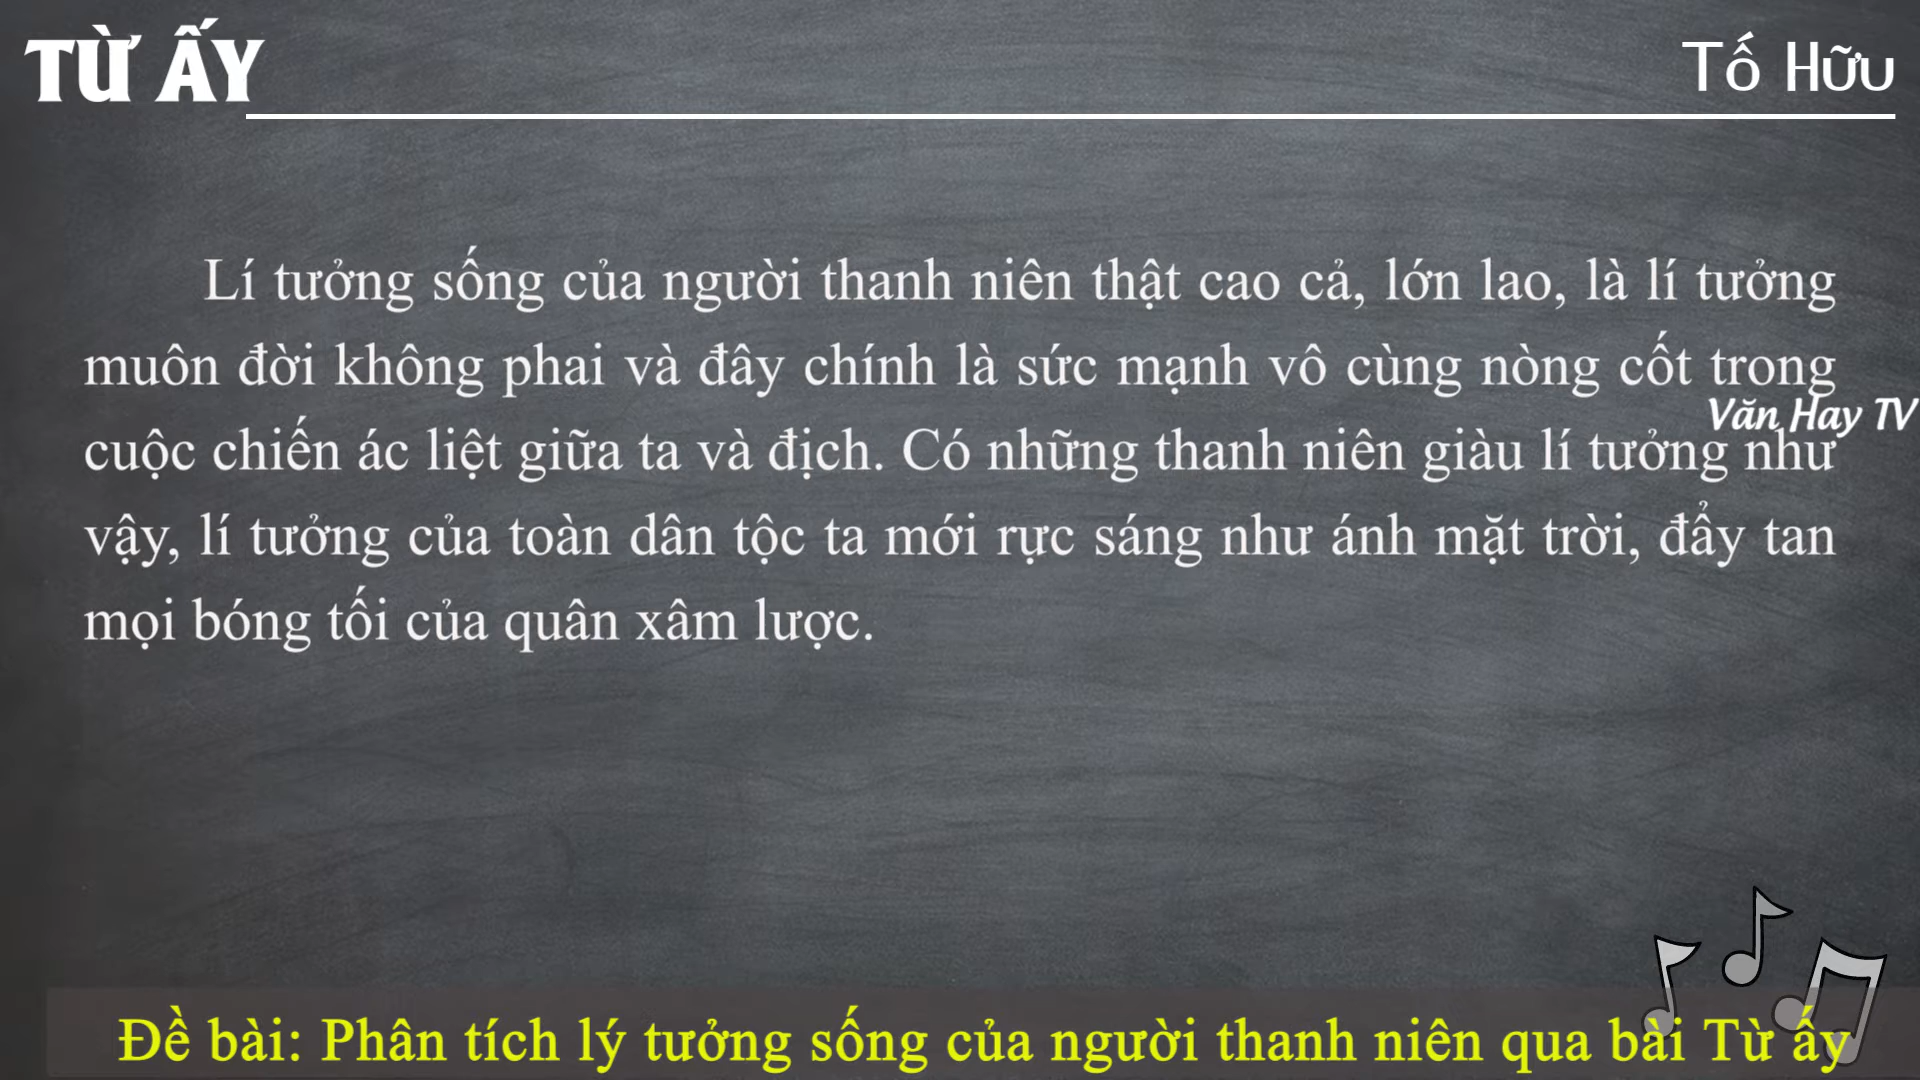 TỪ ẤY
Tố Hữu
Lí tưởng sống của người thanh niên thật cao cả, lớn lao, là lí tưởng
muôn đời không phai và đây chính là sức mạnh vô cùng nòng cốt trong
Văn Hay TV
cuộc chiến ác liệt giữa ta và địch. Có những thanh niên giàu lí tưởng như
vậy, lí tưởng của toàn dân tộc ta mới rực sáng như ánh mặt trời, đẩy tan
mọi bóng tối của quân xâm lược.
Đề bài: Phân tích lý tưởng sống của người thanh niên qua bài Từ ấy